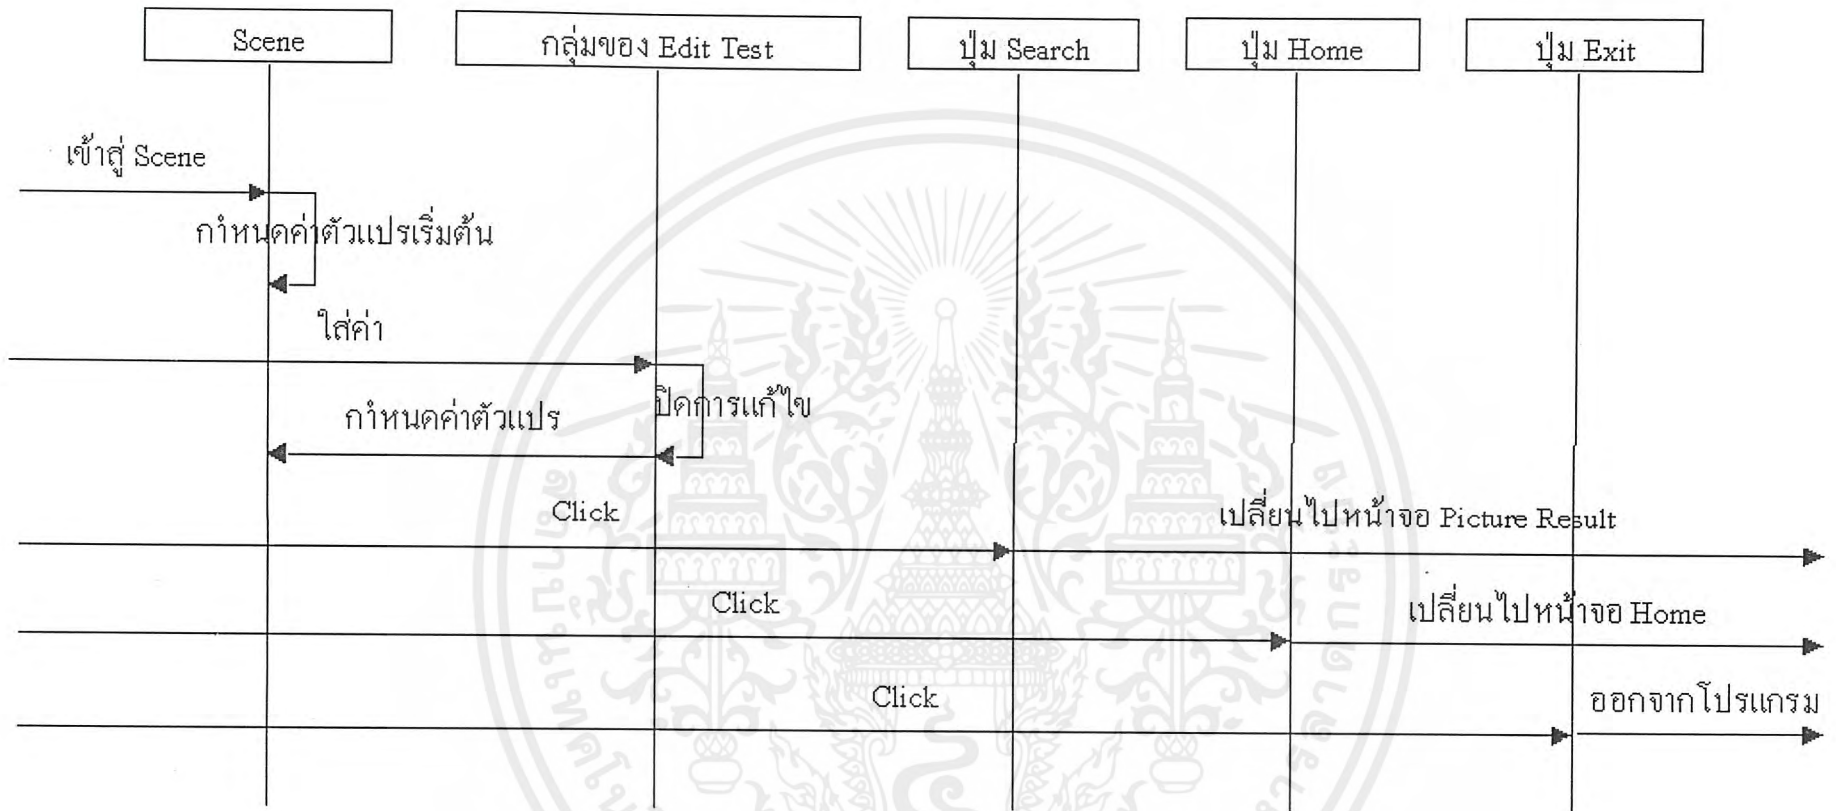 Scene
กลุ่มของ Edit Test
ปุ่ม Search
ปุ่ม Home
ปุ่ม Exit
เข้าสู่ Scene
กำหนดค่าตัวแปรเริ่มต้น
ใส่ค่า
ปิดการแก้ไข
กำหนดค่าตัวแปร
Click
เปลี่ยนไปหน้าจอ Picture Result
Click
เปลี่ยนไปหน้าจอ Home
Click
ออกจากโปรแกรม